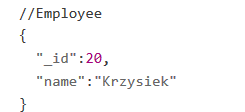 //Employee
{
"_id":20,
"name":"Krzysiek"
}